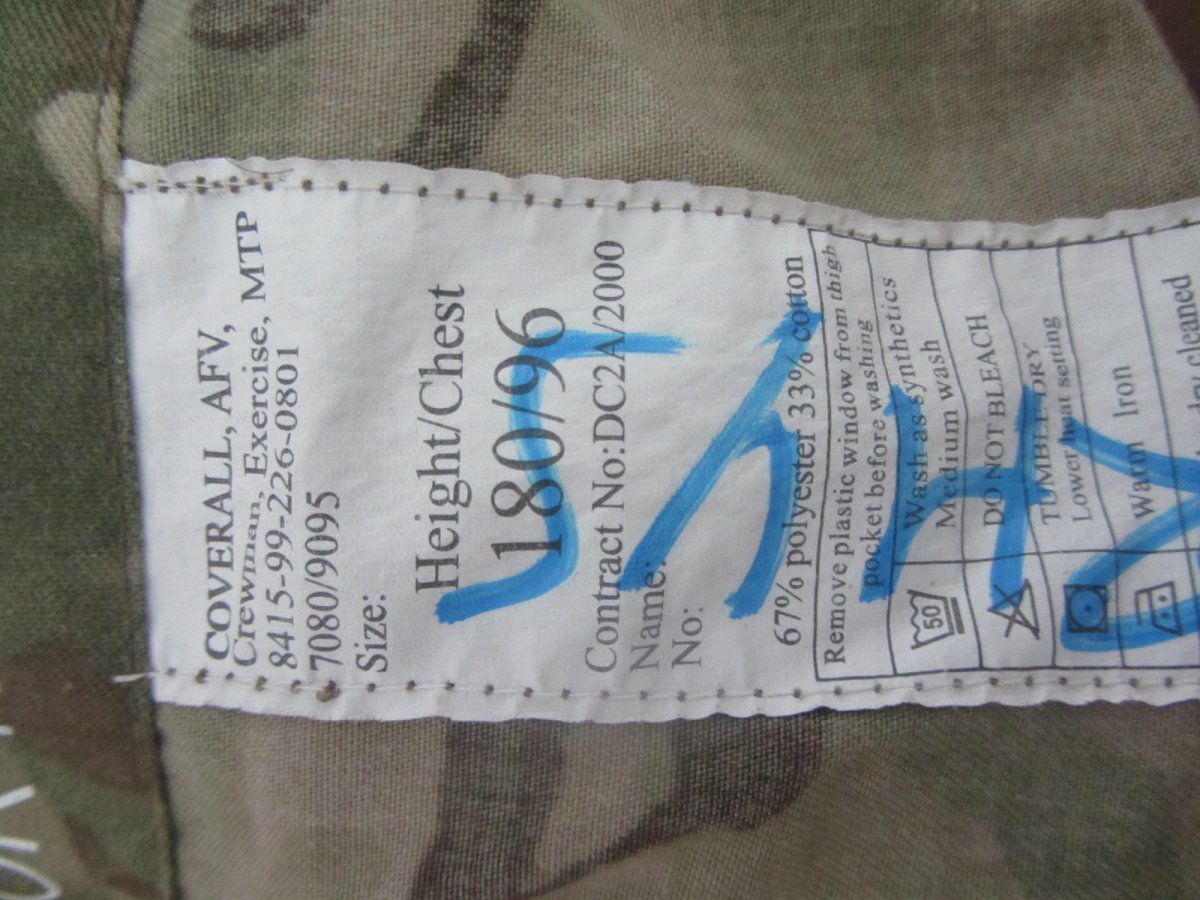 COVERALL, AFV,
Crewman, Exercise, MTP
8415-99-226-0801
7080/9095
Size:
Height/Chest
180/96
Contract No:DC2A/2000
Name:
No:
67% polyester 33% cotton
Remove plastic window from thigh
pocket before washing
50
Wash as synthetics
Medium wash
DO NOT BLEACH
TUMBLE DRY
Lower heat setting
Warm Iron
dry cleaned